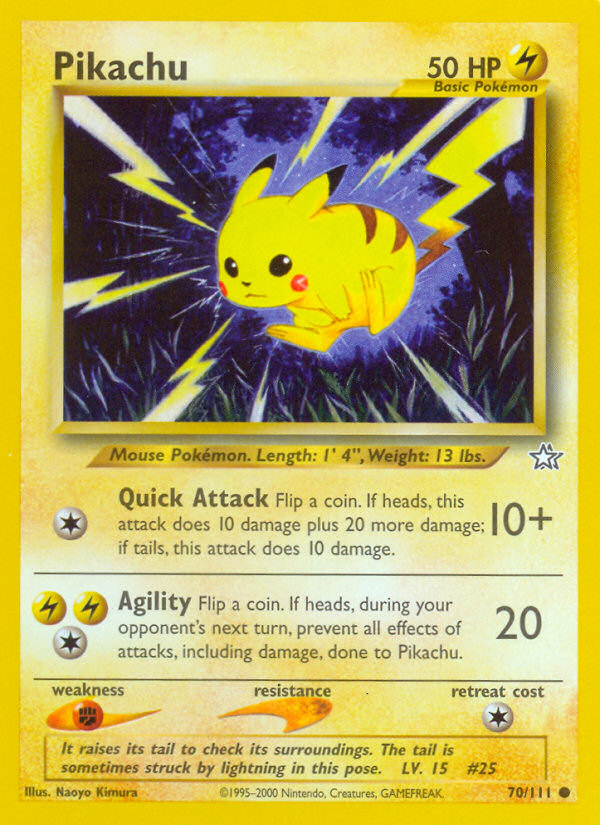 Pikachu 50 HP
Basic Pokémon
Mouse Pokémon. Length: 1' 4", Weight: 13 lbs.
Quick Attack Flip a coin. If heads, this
attack does 10 damage plus 20 more damage; 10+
if tails, this attack does 10 damage.
Agility Flip a coin. If heads, during your
opponent's next turn, prevent all effects of 20
attacks, including damage, done to Pikachu.
weakness resistance retreat cost
It raises its tail to check its surroundings. The tail is
sometimes struck by lightning in this pose. LV. 15 #25
Illus. Naoyo Kimura ©1995-2000 Nintendo, Creatures, GAMEFREAK. 70/111